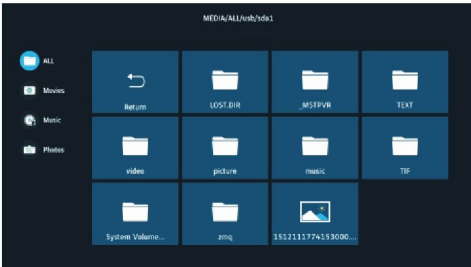 MEDIA/ALL/usb/sda1
ALL
Movies
Music
Photos
Return
LOST.DIR
_MSTPVR
TEXT
video
picture
music
TIF
System Volume...
amq
1512111774153000...